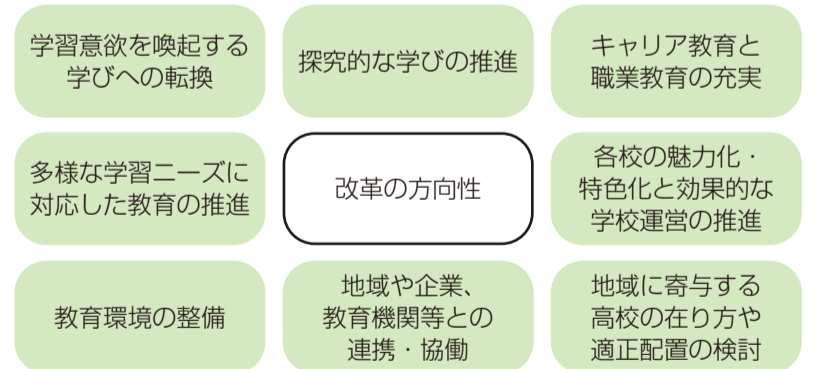 学習意欲を喚起する
学びへの転換
探究的な学びの推進
キャリア教育と
職業教育の充実
多様な学習ニーズに
対応した教育の推進
改革の方向性
各校の魅力化・
特色化と効果的な
学校運営の推進
教育環境の整備
地域や企業、
教育機関等との
連携・協働
地域に寄与する
高校の在り方や
適正配置の検討